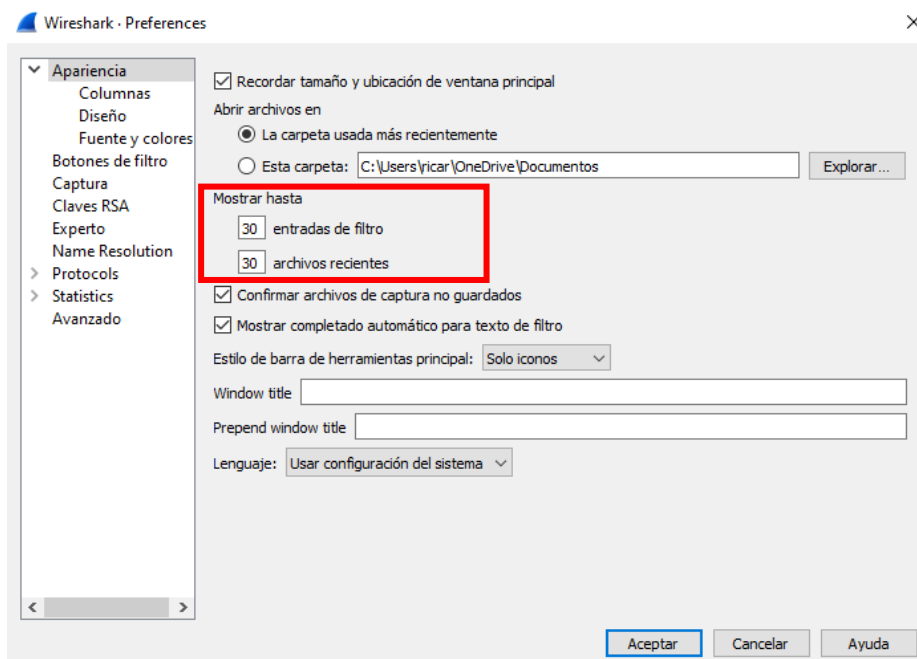 Wireshark · Preferences
Apariencia
Columnas
Diseño
Fuente y colores
Botones de filtro
Captura
Claves RSA
Experto
Name Resolution
Protocols
Statistics
Avanzado
Recordar tamaño y ubicación de ventana principal
Abrir archivos en
La carpeta usada más recientemente
Esta carpeta: C:\Users\ricar\OneDrive\Documentos Explorar...
Mostrar hasta
30 entradas de filtro
30 archivos recientes
Confirmar archivos de captura no guardados
Mostrar completado automático para texto de filtro
Estilo de barra de herramientas principal: Solo iconos
Window title
Prepend window title
Lenguaje: Usar configuración del sistema
Aceptar Cancelar Ayuda